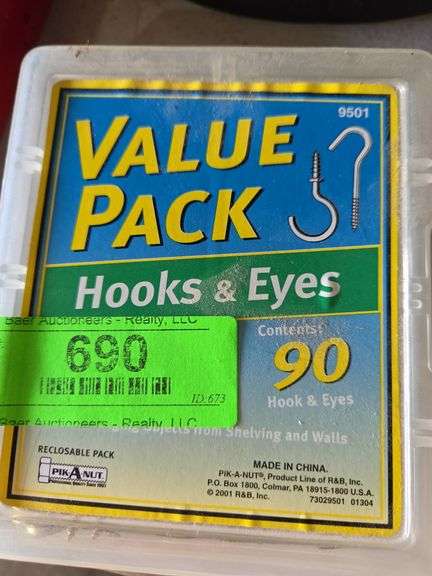 9501
VALUE
PACK
Hooks & Eyes
Baer Auctioneers - Realty, LLC
690
ID:673
Baer Auctioneers - Realty, LLC
Contents:
90
Hook & Eyes
Objects from Shelving and Walls
RECLOSABLE PACK
PIK A NUT
MADE IN CHINA.
PIK-A-NUT®, Product Line of R&B, Inc.
P.O. Box 1800, Colmar, PA 18915-1800 U.S.A.
© 2001 R&B, Inc. 73029501 01304